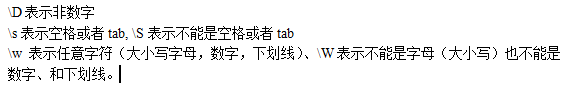 \D表示非数字
\s表示空格或者 tab, \S 表示不能是空格或者 tab
\w 表示任意字符（大小写字母，数字，下划线）、\W表示不能是字母（大小写）也不能是
数字、和下划线。